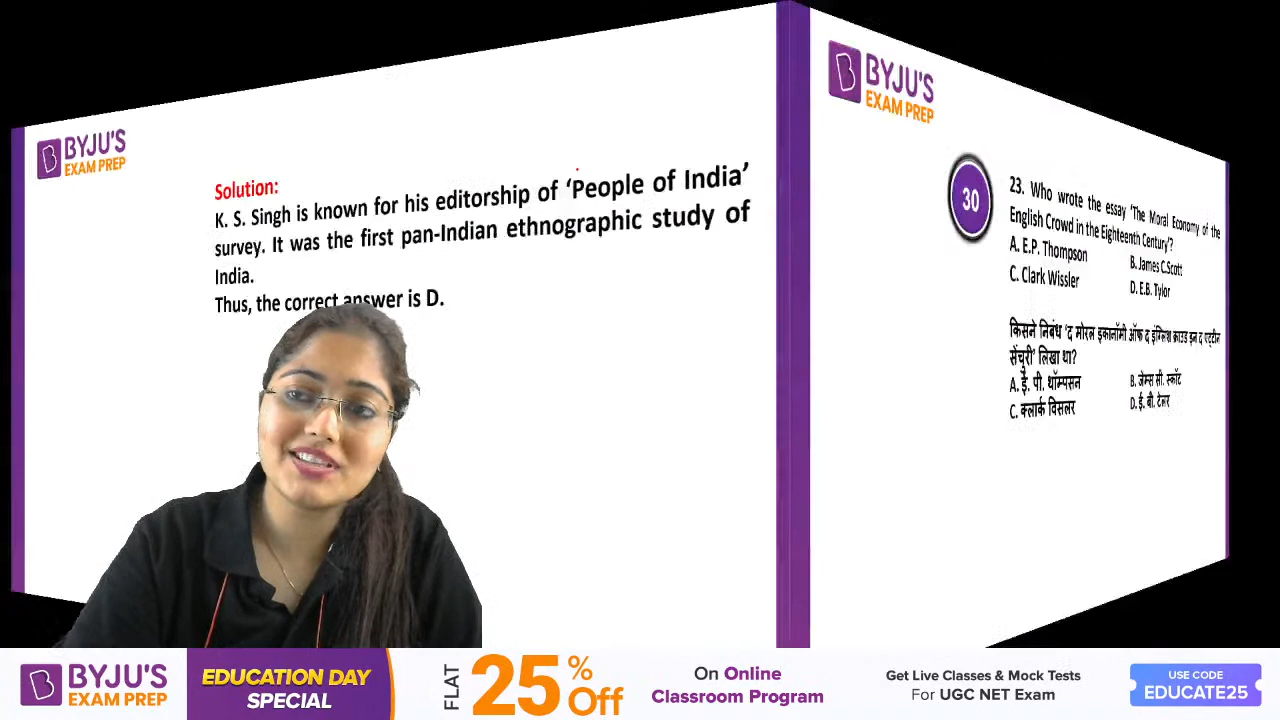 BYJU'S
EXAM PREP
Solution:
K. S. Singh is known for his editorship of ‘People of India’
survey. It was the first pan-Indian ethnographic study of
India.
Thus, the correct answer is D.
BYJU'S
EXAM PREP
30
23. Who wrote the essay ‘The Moral Economy of the
English Crowd in the Eighteenth Century’?
A. E.P. Thompson
B. James C.Scott
C. Clark Wissler
D. E.B. Tylor
किसने निबंध ‘द मोरल इकानॉमी ऑफ द इंग्लिश क्राउड इन द एट्टीन
सेंचुरी’ लिखा था?
A. ई. पी. थॉम्पसन
B. जेम्स सी. स्कॉट
C. क्लार्क विसलर
D. ई. बी. टेलर
BYJU'S
EXAM PREP
EDUCATION DAY
SPECIAL
FLAT
25%
Off
On Online
Classroom Program
Get Live Classes & Mock Tests
For UGC NET Exam
USE CODE
EDUCATE25